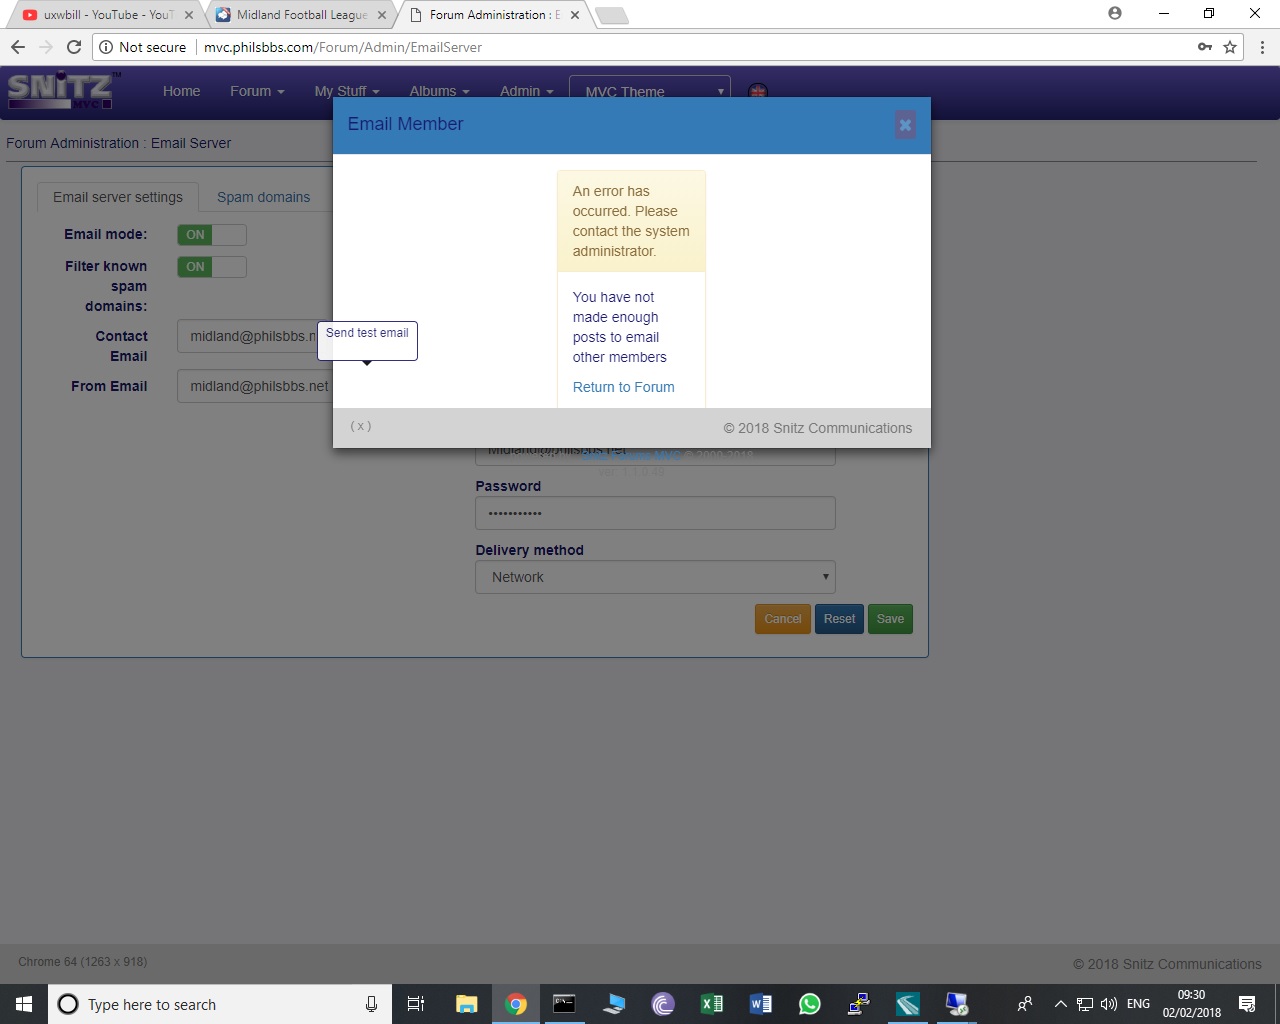 uxwbill - YouTube - YouT
Midland Football League
Forum Administration : E
Not secure
mvc.philsbbs.com/Forum/Admin/EmailServer
SNiTZ™
MVC
Home
Forum
My Stuff
Albums
Admin
MVC Theme
Email Member
Forum Administration : Email Server
Email server settings
Spam domains
An error has
occurred. Please
contact the system
administrator.
Email mode:
ON
Filter known
spam
domains:
ON
You have not
made enough
posts to email
other members
Contact
Email
midland@philsbbs.n
Send test email
From Email
midland@philsbbs.net
Return to Forum
(x)
© 2018 Snitz Communications
Midland@philsbbs.net
Password
•••••••••••
Delivery method
Network
Cancel
Reset
Save
Chrome 64 (1263 x 918)
© 2018 Snitz Communications
Type here to search
ENG
09:30
02/02/2018